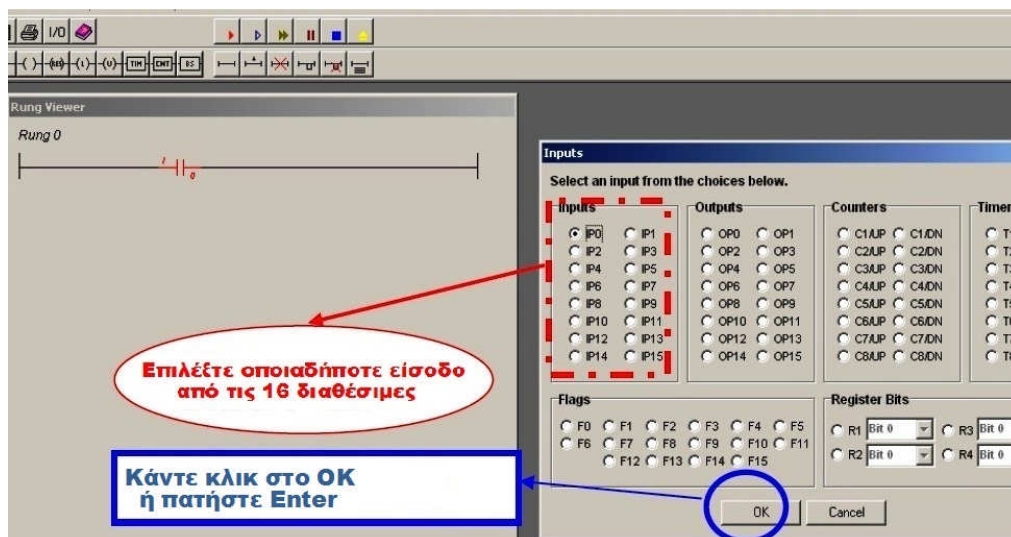 I/O
( ) (RES) (L) (U) TIM CNT BS
Rung Viewer
Rung 0
I
0
Inputs
Select an input from the choices below.
Inputs Outputs Counters Timer
IP0 IP1 OP0 OP1 C1/UP C1/DN
IP2 IP3 OP2 OP3 C2/UP C2/DN
IP4 IP5 OP4 OP5 C3/UP C3/DN
IP6 IP7 OP6 OP7 C4/UP C4/DN
IP8 IP9 OP8 OP9 C5/UP C5/DN
IP10 IP11 OP10 OP11 C6/UP C6/DN
IP12 IP13 OP12 OP13 C7/UP C7/DN
IP14 IP15 OP14 OP15 C8/UP C8/DN
Επιλέξτε οποιαδήποτε είσοδο
από τις 16 διαθέσιμες
Flags Register Bits
F0 F1 F2 F3 F4 F5 R1 Bit 0 R3 Bit 0
F6 F7 F8 F9 F10 F11 R2 Bit 0 R4 Bit 0
F12 F13 F14 F15
Κάντε κλικ στο OK
ή πατήστε Enter
OK Cancel